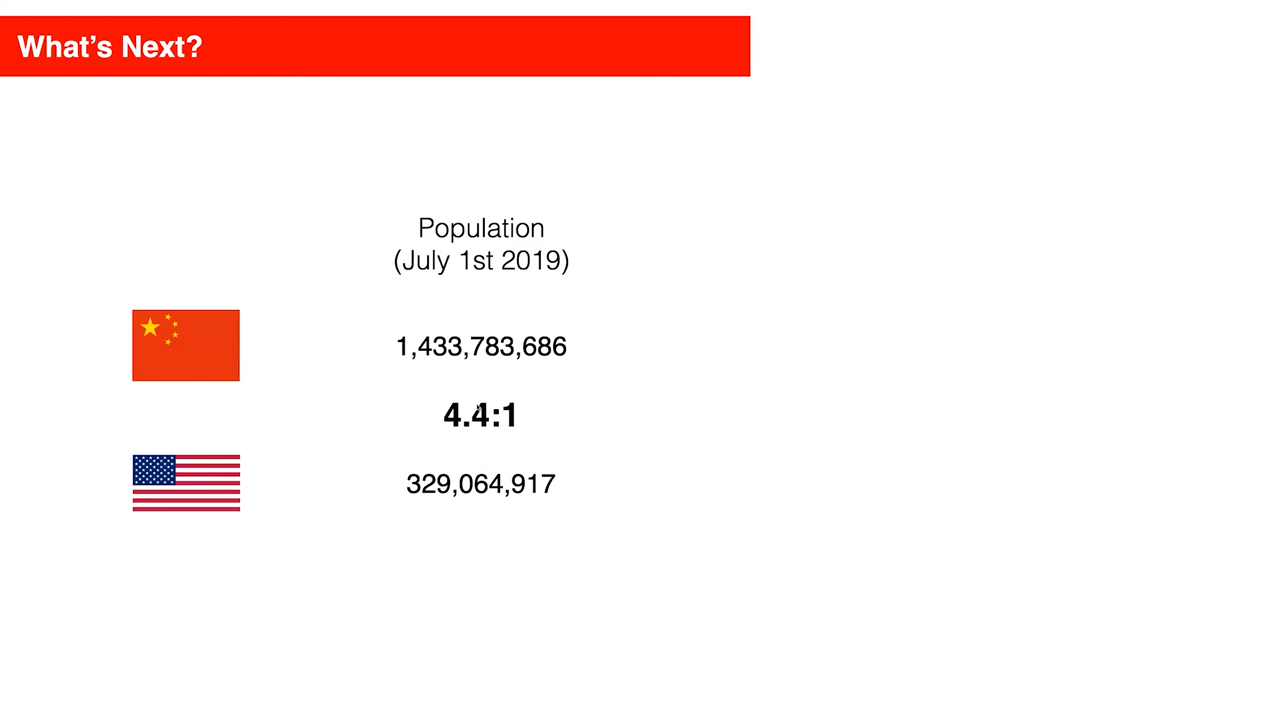 What's Next?
Population
(July 1st 2019)
1,433,783,686
4.4:1
329,064,917